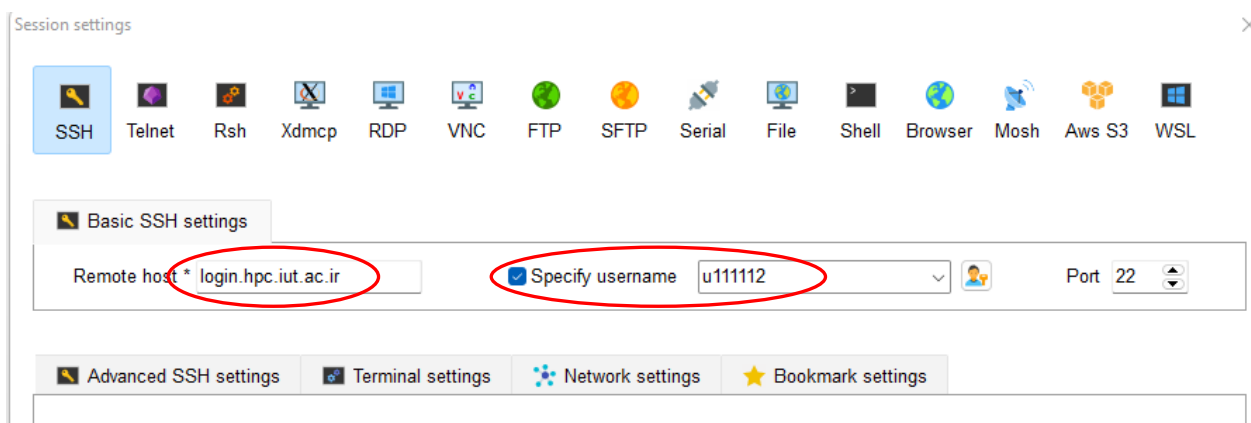 Session settings
SSH Telnet Rsh Xdmcp RDP VNC FTP SFTP Serial File Shell Browser Mosh Aws S3 WSL
Basic SSH settings
Remote host * login.hpc.iut.ac.ir Specify username u111112 Port 22
Advanced SSH settings Terminal settings Network settings Bookmark settings